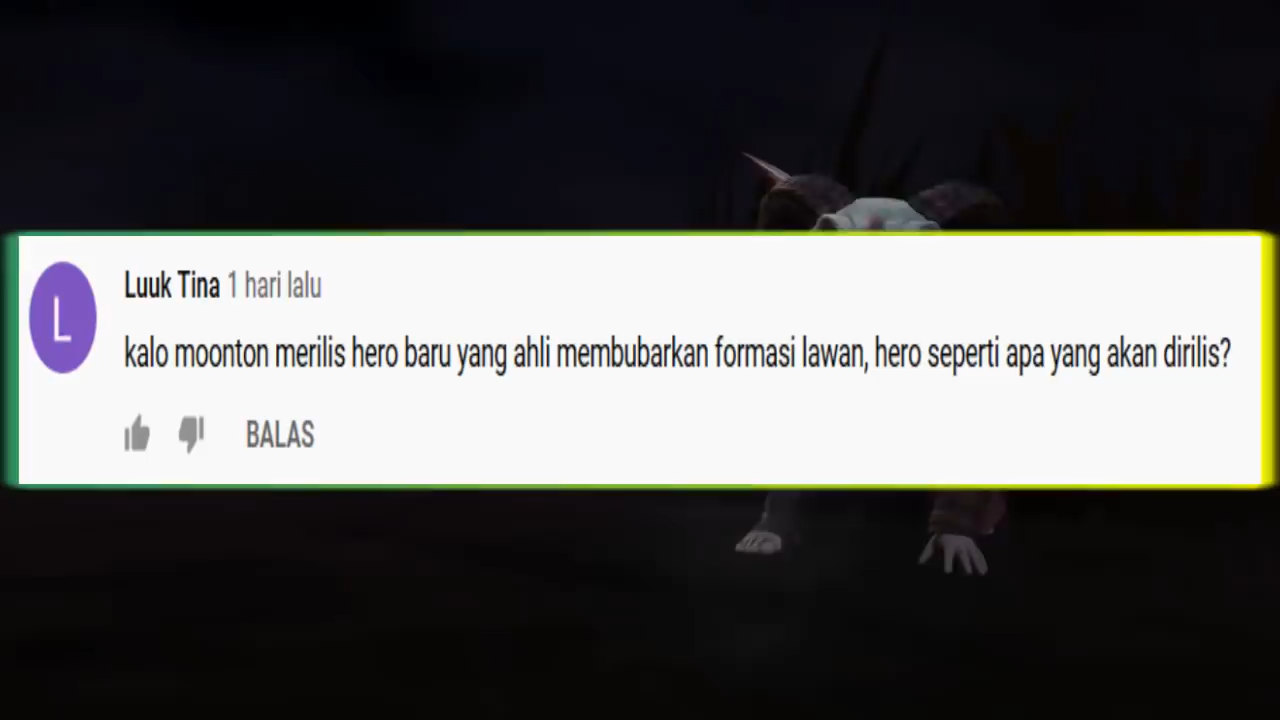 L
Luuk Tina 1 hari lalu
kalo moonton merilis hero baru yang ahli membubarkan formasi lawan, hero seperti apa yang akan dirilis?
BALAS